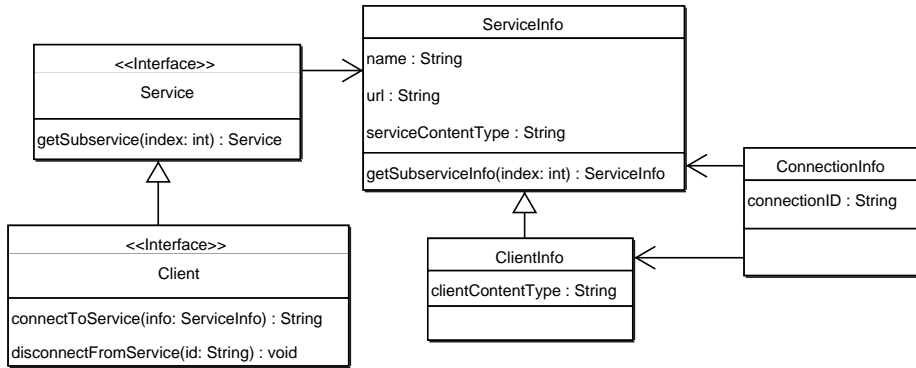 <<Interface>>
Service
getSubservice(index: int) : Service
ServiceInfo
name : String
url : String
serviceContentType : String
getSubserviceInfo(index: int) : ServiceInfo
ConnectionInfo
connectionID : String
<<Interface>>
Client
connectToService(info: ServiceInfo) : String
disconnectFromService(id: String) : void
ClientInfo
clientContentType : String